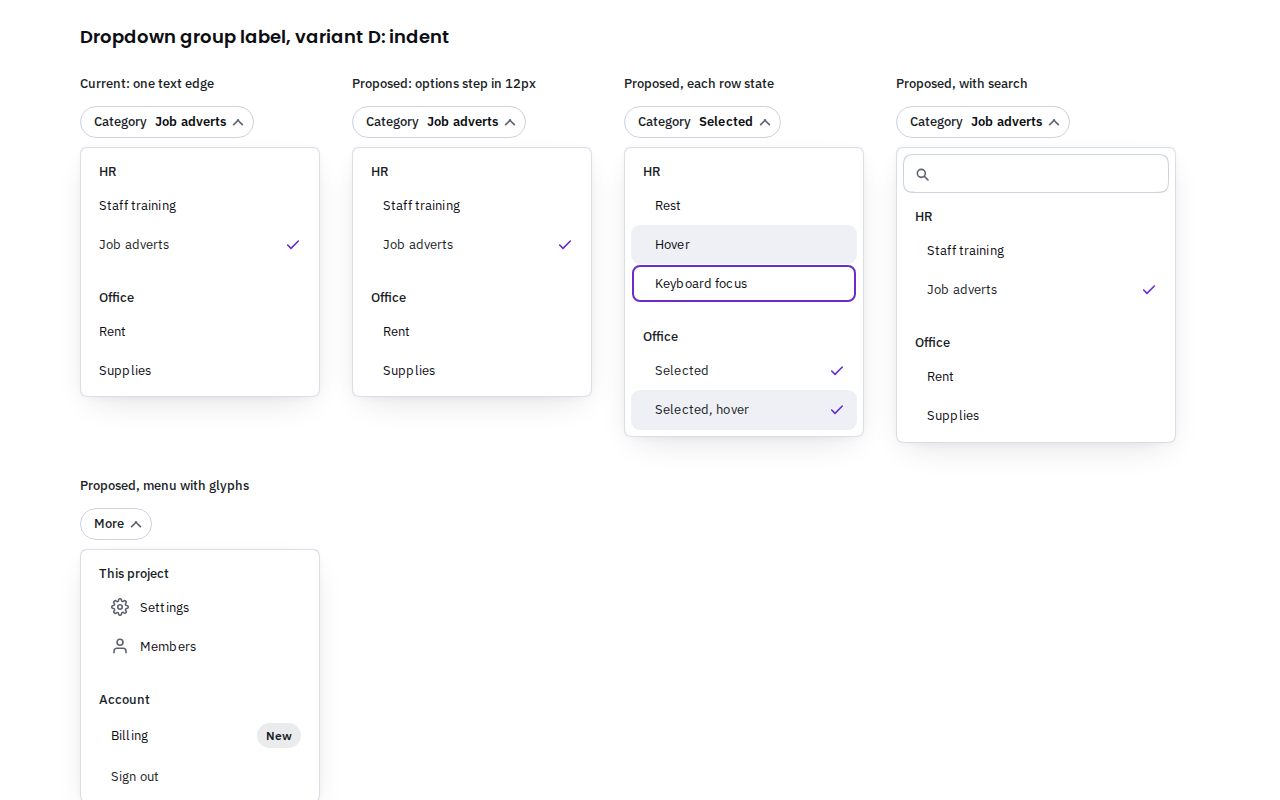 Dropdown group label, variant D: indent
Current: one text edge
Category Job adverts
HR
Staff training
Job adverts
Office
Rent
Supplies
Proposed: options step in 12px
Category Job adverts
HR
Staff training
Job adverts
Office
Rent
Supplies
Proposed, each row state
Category Selected
HR
Rest
Hover
Keyboard focus
Office
Selected
Selected, hover
Proposed, with search
Category Job adverts
HR
Staff training
Job adverts
Office
Rent
Supplies
Proposed, menu with glyphs
More
This project
Settings
Members
Account
Billing New
Sign out